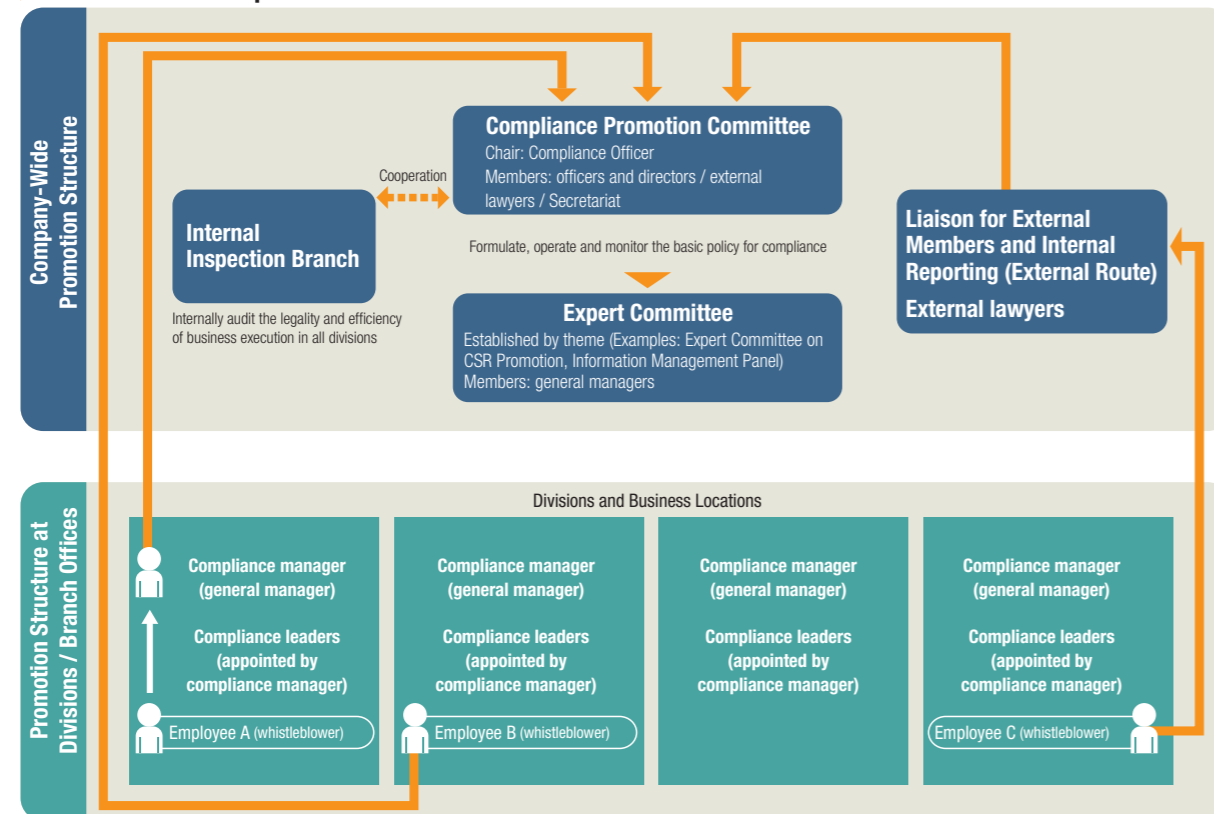 Company-Wide
Promotion Structure
Compliance Promotion Committee
Chair: Compliance Officer
Members: officers and directors / external
lawyers / Secretariat
Cooperation
Internal
Inspection Branch
Internally audit the legality and efficiency
of business execution in all divisions
Formulate, operate and monitor the basic policy for compliance
Expert Committee
Established by theme (Examples: Expert Committee on
CSR Promotion, Information Management Panel)
Members: general managers
Liaison for External
Members and Internal
Reporting (External Route)
External lawyers
Promotion Structure at
Divisions / Branch Offices
Divisions and Business Locations
Compliance manager
(general manager)
Compliance leaders
(appointed by
compliance manager)
Employee A (whistleblower)
Compliance manager
(general manager)
Compliance leaders
(appointed by
compliance manager)
Employee B (whistleblower)
Compliance manager
(general manager)
Compliance leaders
(appointed by
compliance manager)
Compliance manager
(general manager)
Compliance leaders
(appointed by
compliance manager)
Employee C (whistleblower)